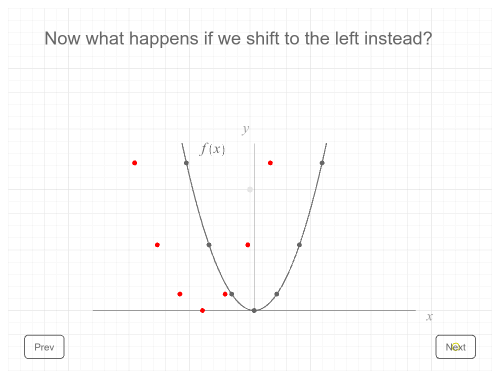 Now what happens if we shift to the left instead?
y
f(x)
x
Prev
Next